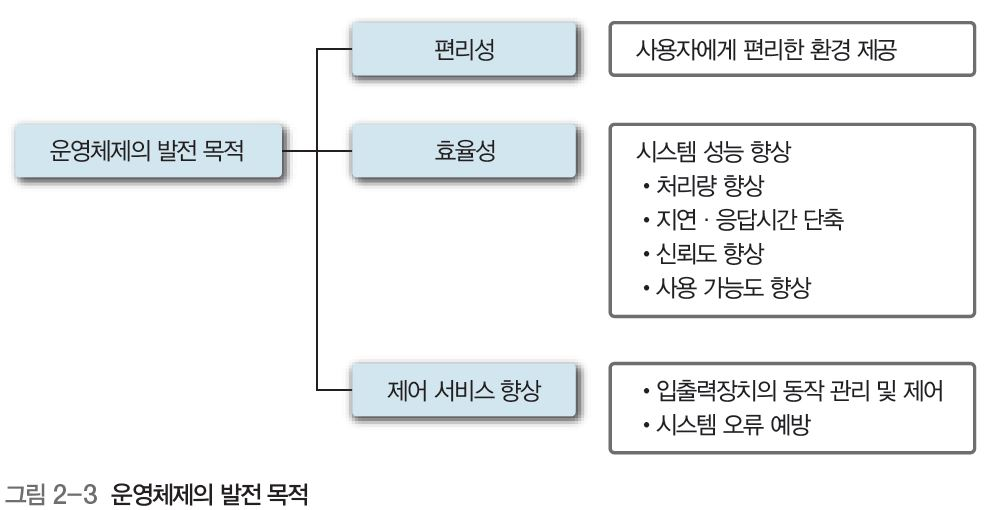 운영체제의 발전 목적
편리성
사용자에게 편리한 환경 제공
효율성
시스템 성능 향상
• 처리량 향상
• 지연 · 응답시간 단축
• 신뢰도 향상
• 사용 가능도 향상
제어 서비스 향상
• 입출력장치의 동작 관리 및 제어
• 시스템 오류 예방
그림 2-3 운영체제의 발전 목적